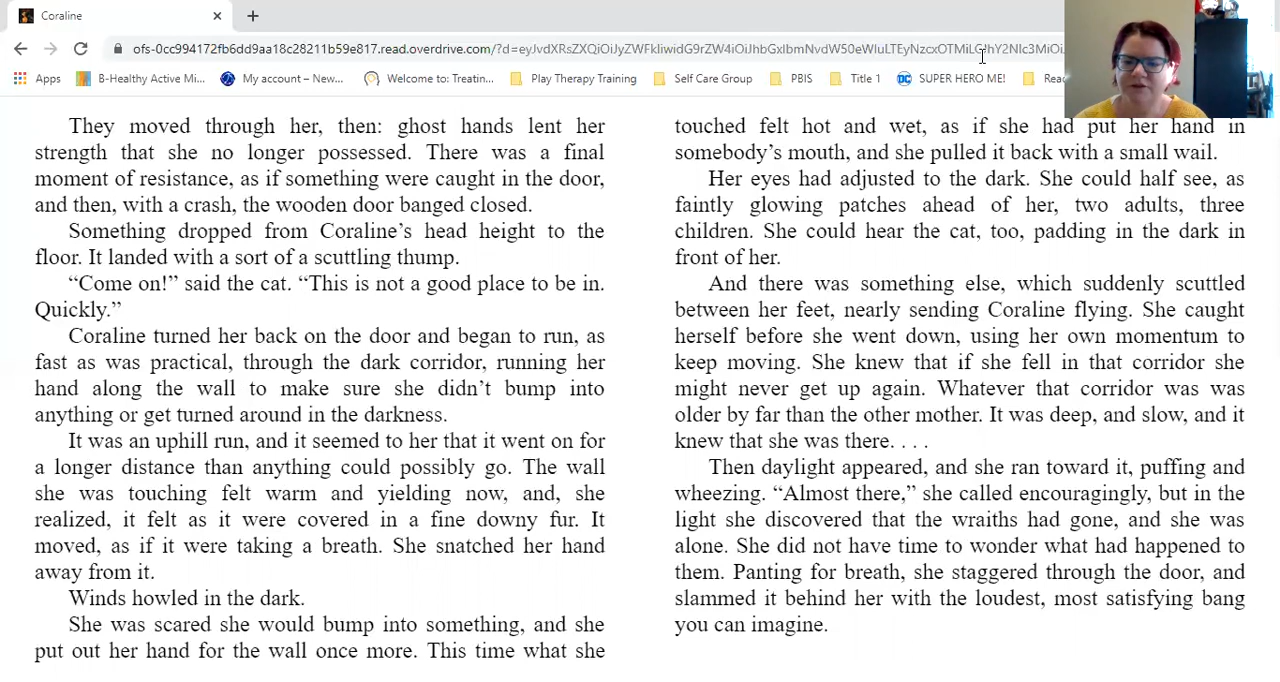 Coraline
ofs-0cc994172fb6dd9aa18c28211b59e817.read.overdrive.com/?d=
Apps B-Healthy Active Mi... My account – New... Welcome to: Treatin... Play Therapy Training Self Care Group PBIS Title 1 SUPER HERO ME! Rea
They moved through her, then: ghost hands lent her
strength that she no longer possessed. There was a final
moment of resistance, as if something were caught in the door,
and then, with a crash, the wooden door banged closed.
Something dropped from Coraline’s head height to the
floor. It landed with a sort of a scuttling thump.
“Come on!” said the cat. “This is not a good place to be in.
Quickly.”
Coraline turned her back on the door and began to run, as
fast as was practical, through the dark corridor, running her
hand along the wall to make sure she didn’t bump into
anything or get turned around in the darkness.
It was an uphill run, and it seemed to her that it went on for
a longer distance than anything could possibly go. The wall
she was touching felt warm and yielding now, and, she
realized, it felt as it were covered in a fine downy fur. It
moved, as if it were taking a breath. She snatched her hand
away from it.
Winds howled in the dark.
She was scared she would bump into something, and she
put out her hand for the wall once more. This time what she
touched felt hot and wet, as if she had put her hand in
somebody’s mouth, and she pulled it back with a small wail.
Her eyes had adjusted to the dark. She could half see, as
faintly glowing patches ahead of her, two adults, three
children. She could hear the cat, too, padding in the dark in
front of her.
And there was something else, which suddenly scuttled
between her feet, nearly sending Coraline flying. She caught
herself before she went down, using her own momentum to
keep moving. She knew that if she fell in that corridor she
might never get up again. Whatever that corridor was was
older by far than the other mother. It was deep, and slow, and it
knew that she was there. . . .
Then daylight appeared, and she ran toward it, puffing and
wheezing. “Almost there,” she called encouragingly, but in the
light she discovered that the wraiths had gone, and she was
alone. She did not have time to wonder what had happened to
them. Panting for breath, she staggered through the door, and
slammed it behind her with the loudest, most satisfying bang
you can imagine.